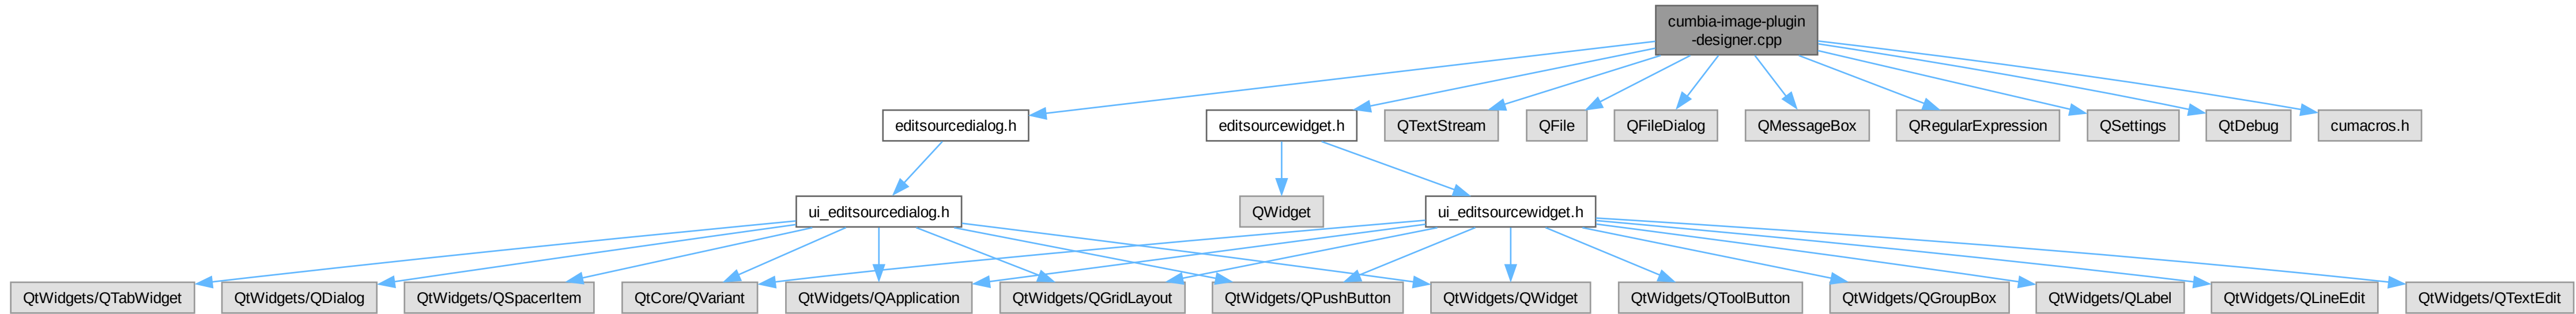 cumbia-image-plugin
-designer.cpp
editsourcedialog.h
editsourcewidget.h
QTextStream
QFile
QFileDialog
QMessageBox
QRegularExpression
QSettings
QtDebug
cumacros.h
ui_editsourcedialog.h
QWidget
ui_editsourcewidget.h
QtWidgets/QTabWidget
QtWidgets/QDialog
QtWidgets/QSpacerItem
QtCore/QVariant
QtWidgets/QApplication
QtWidgets/QGridLayout
QtWidgets/QPushButton
QtWidgets/QWidget
QtWidgets/QToolButton
QtWidgets/QGroupBox
QtWidgets/QLabel
QtWidgets/QLineEdit
QtWidgets/QTextEdit